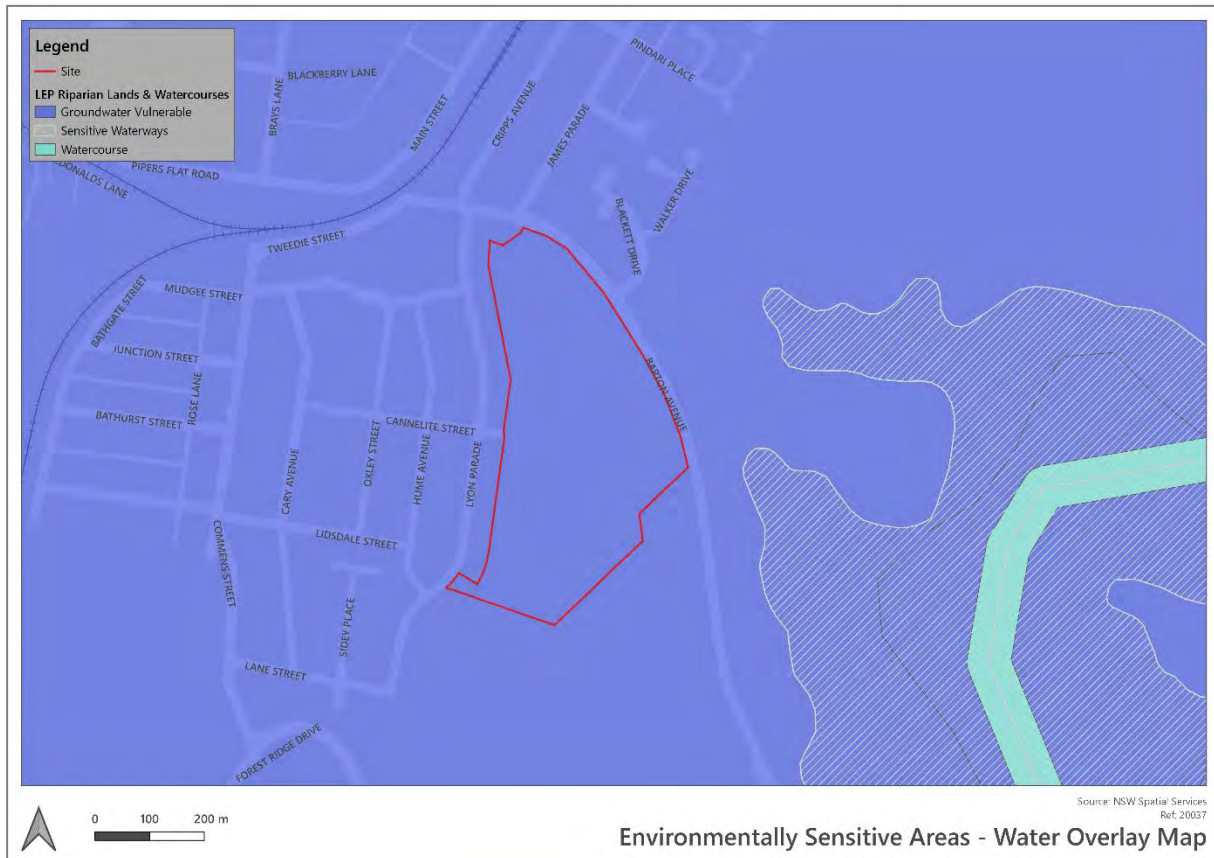 Legend
Site
LEP Riparian Lands & Watercourses
Groundwater Vulnerable
Sensitive Waterways
Watercourse
PINDARI PLACE
BLACKBERRY LANE
BRAYS LANE
MAIN STREET
CRIPPS AVENUE
JAMES PARADE
PIPERS FLAT ROAD
DONALDS LANE
WALKER DRIVE
BLACKETT DRIVE
TWEEDIE STREET
BATHGATE STREET
MUDGEE STREET
JUNCTION STREET
ROSE LANE
BATHURST STREET
BARTON AVENUE
CANNELITE STREET
CARY AVENUE
OXLEY STREET
HUME AVENUE
LYON PARADE
LIDSDALE STREET
COMMENS STREET
SIDEY PLACE
LANE STREET
FOREST RIDGE DRIVE
0 100 200 m
Source: NSW Spatial Services
Ref: 20037
Environmentally Sensitive Areas - Water Overlay Map